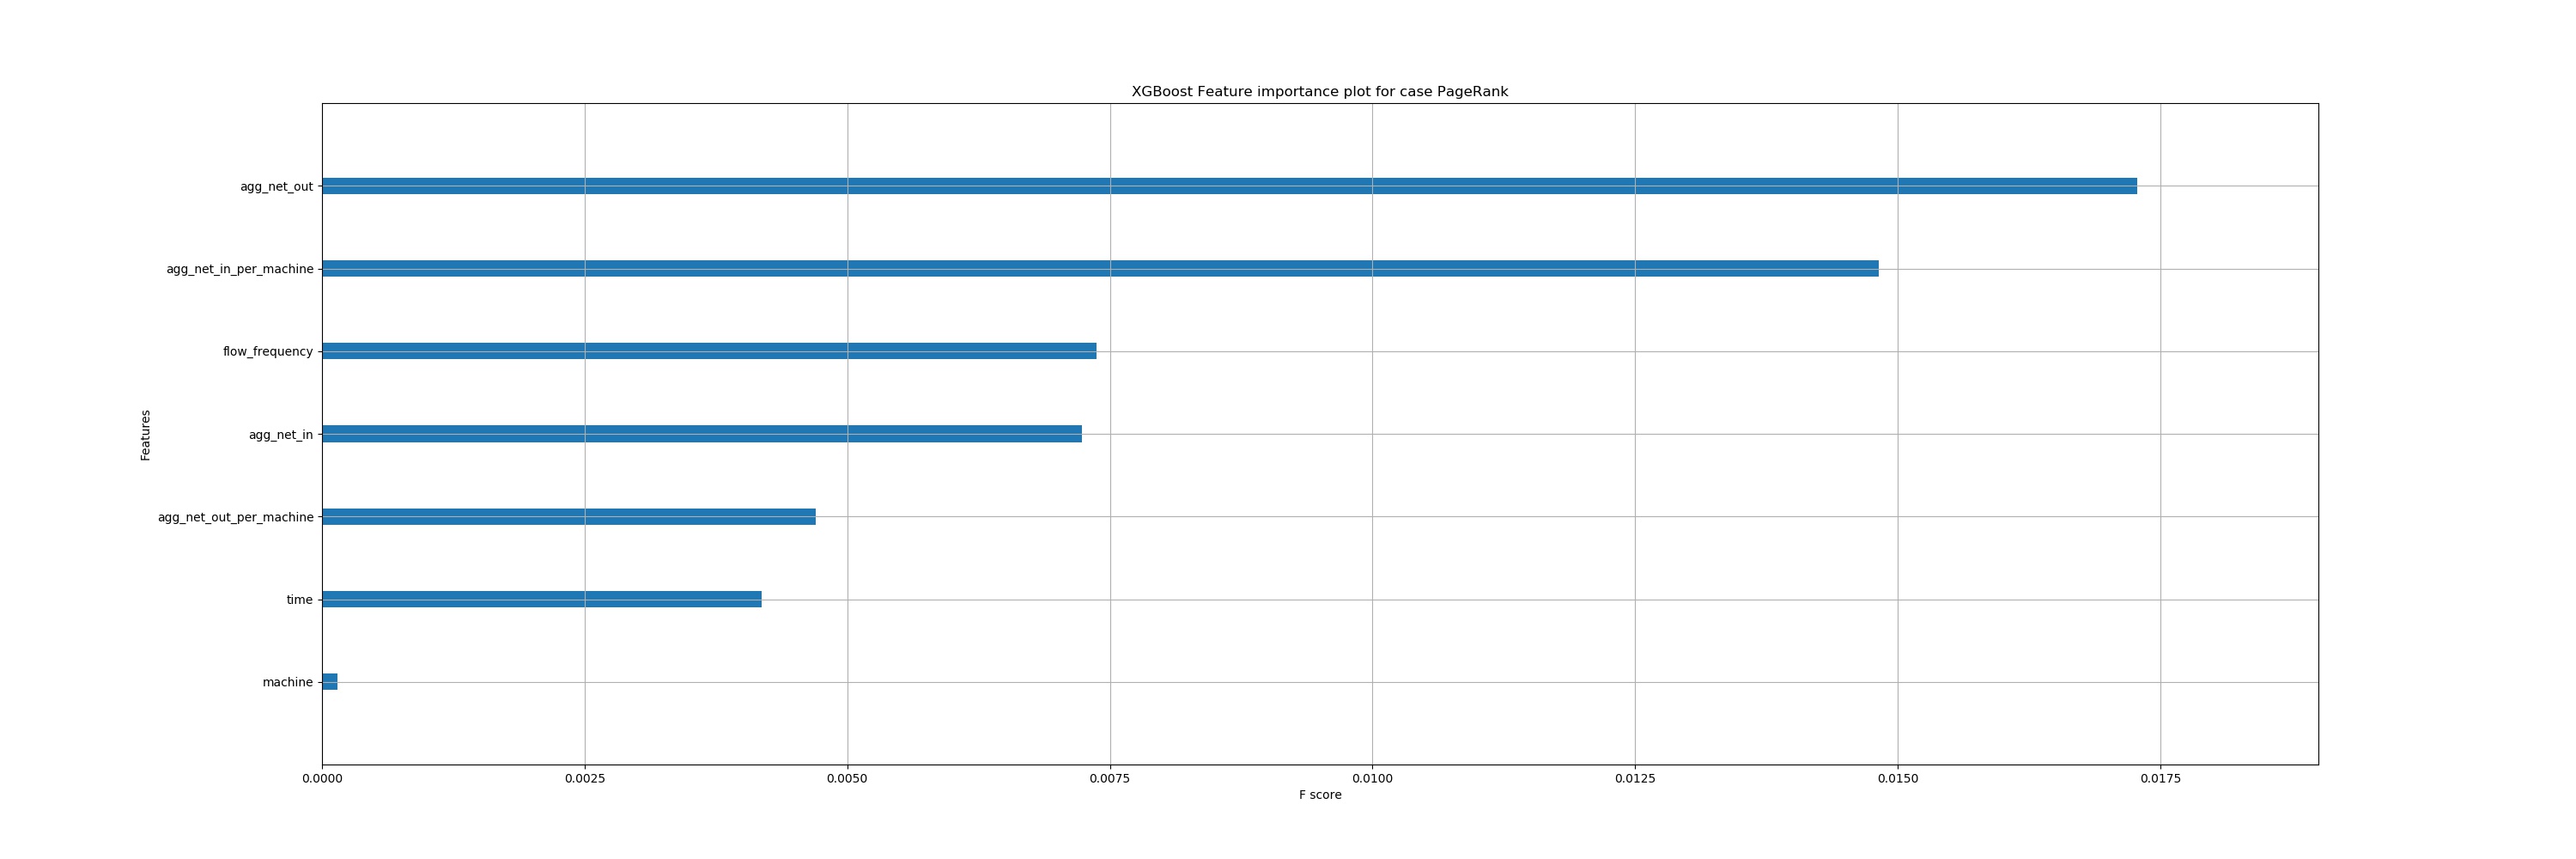 XGBoost Feature importance plot for case PageRank
agg_net_out
agg_net_in_per_machine
flow_frequency
agg_net_in
agg_net_out_per_machine
time
machine
Features
0.0000 0.0025 0.0050 0.0075 0.0100 0.0125 0.0150 0.0175
F score